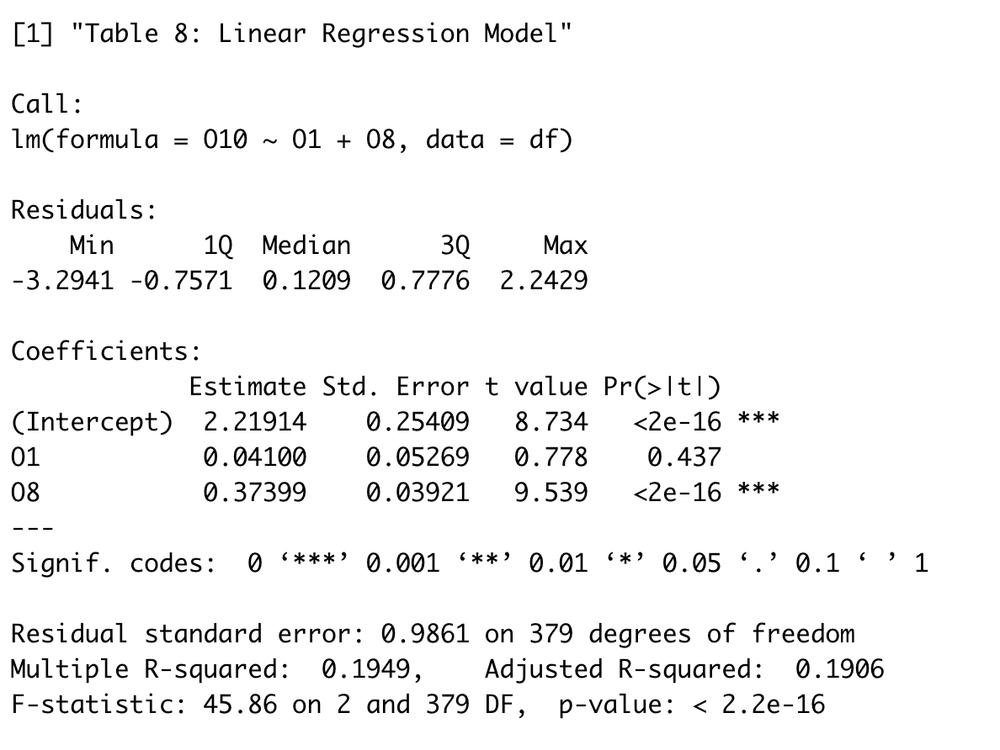 [1] "Table 8: Linear Regression Model"
Call:
lm(formula = O10 ~ O1 + O8, data = df)
Residuals:
    Min      1Q  Median      3Q     Max
-3.2941 -0.7571  0.1209  0.7776  2.2429
Coefficients:
            Estimate Std. Error t value Pr(>|t|)
(Intercept)  2.21914    0.25409   8.734   <2e-16 ***
O1           0.04100    0.05269   0.778    0.437
O8           0.37399    0.03921   9.539   <2e-16 ***
---
Signif. codes:  0 ‘***’ 0.001 ‘**’ 0.01 ‘*’ 0.05 ‘.’ 0.1 ‘ ’ 1
Residual standard error: 0.9861 on 379 degrees of freedom
Multiple R-squared:  0.1949,    Adjusted R-squared:  0.1906
F-statistic: 45.86 on 2 and 379 DF,  p-value: < 2.2e-16